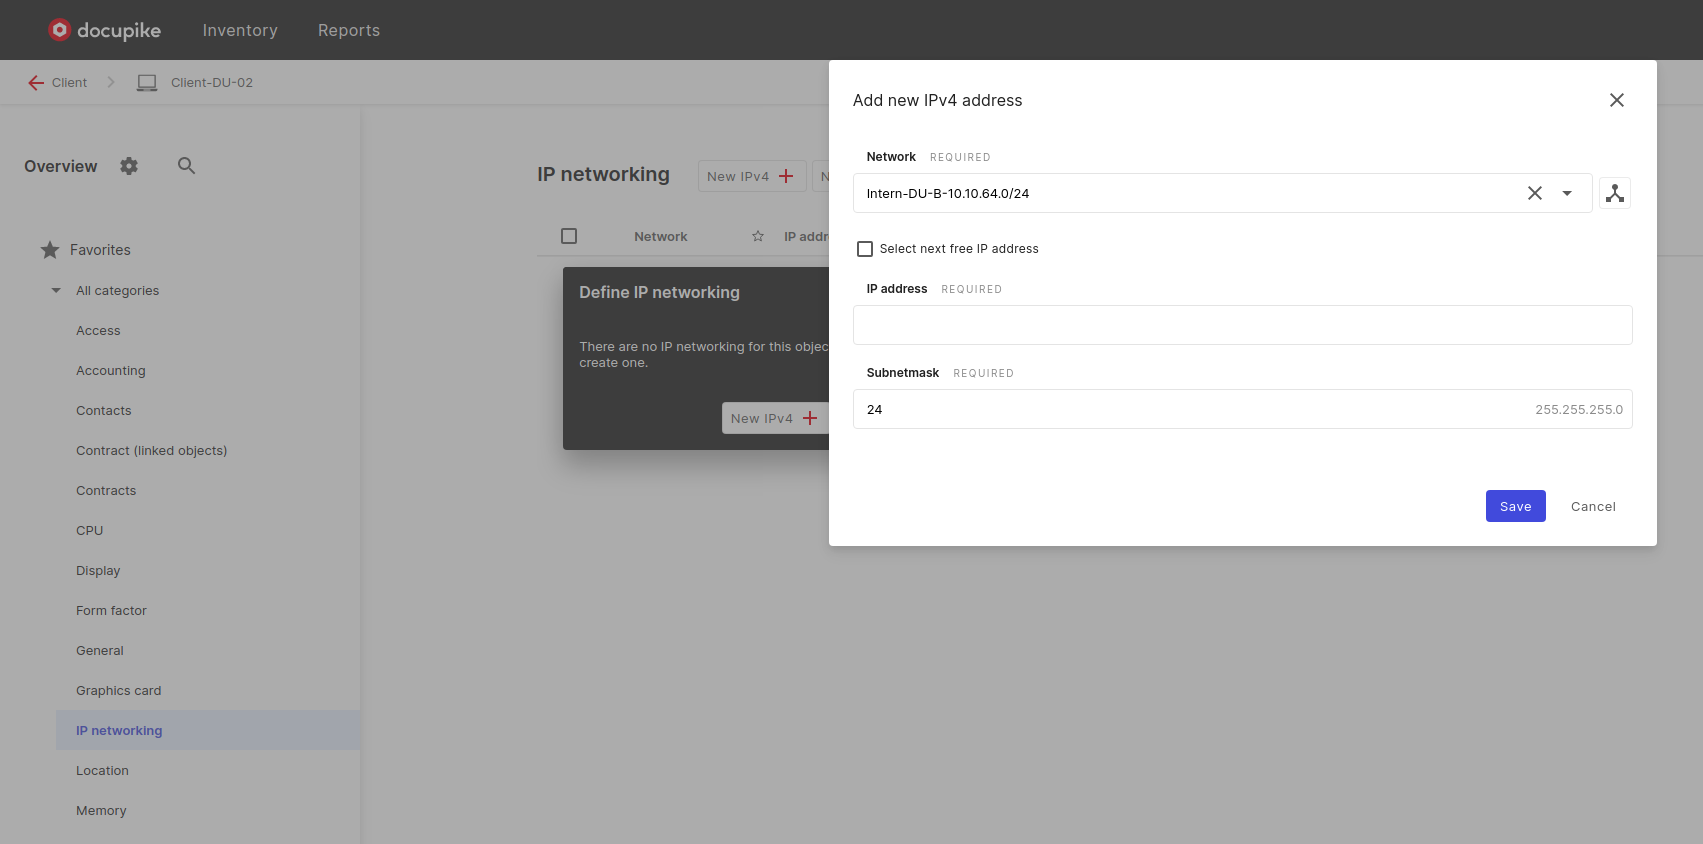 docupike
Inventory
Reports
Client
Client-DU-02
Overview
Favorites
All categories
Access
Accounting
Contacts
Contract (linked objects)
Contracts
CPU
Display
Form factor
General
Graphics card
IP networking
Location
Memory
IP networking
New IPv4
N
Network
IP addr
Define IP networking
There are no IP networking for this objec
create one.
New IPv4
Add new IPv4 address
Network REQUIRED
Intern-DU-B-10.10.64.0/24
Select next free IP address
IP address REQUIRED
Subnetmask REQUIRED
24 255.255.255.0
Save
Cancel